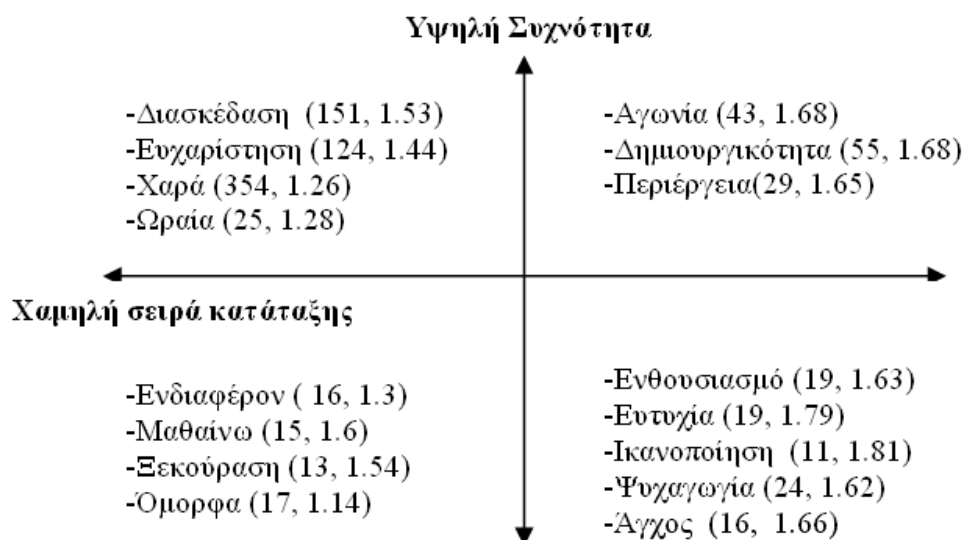 Υψηλή Συχνότητα
-Διασκέδαση (151, 1.53)
-Ευχαρίστηση (124, 1.44)
-Χαρά (354, 1.26)
-Ωραία (25, 1.28)
-Αγωνία (43, 1.68)
-Δημιουργικότητα (55, 1.68)
-Περιέργεια(29, 1.65)
Χαμηλή σειρά κατάταξης
-Ενδιαφέρον ( 16, 1.3)
-Μαθαίνω (15, 1.6)
-Ξεκούραση (13, 1.54)
-Όμορφα (17, 1.14)
-Ενθουσιασμό (19, 1.63)
-Ευτυχία (19, 1.79)
-Ικανοποίηση (11, 1.81)
-Ψυχαγωγία (24, 1.62)
-Άγχος (16, 1.66)